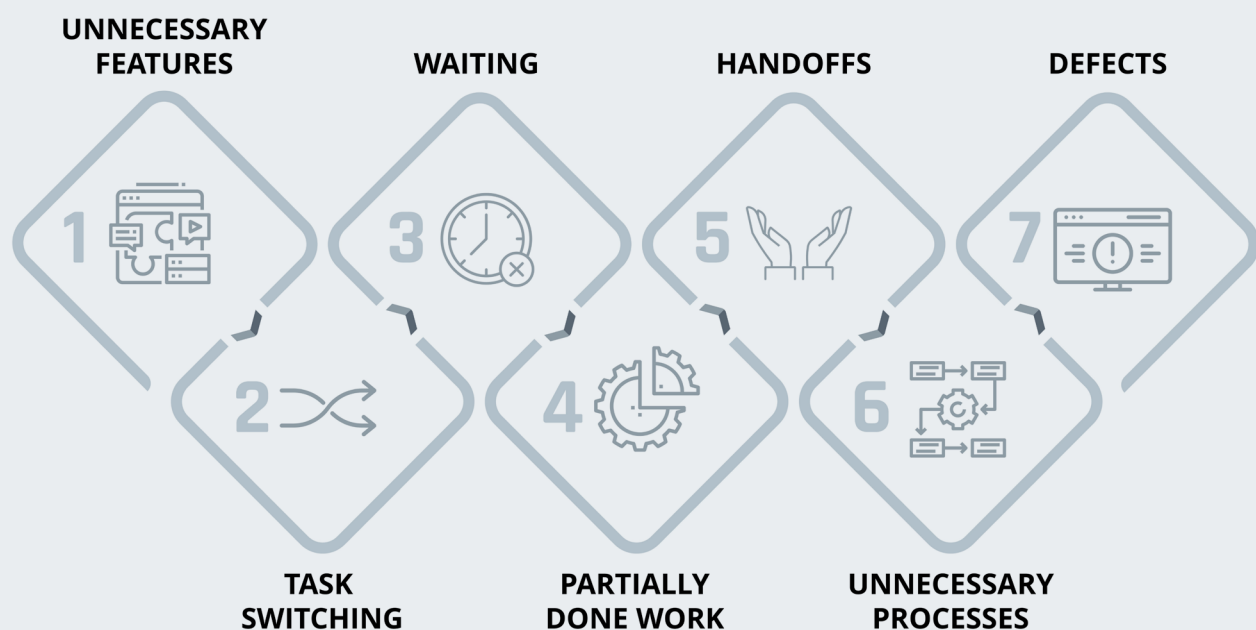 UNNECESSARY
FEATURES
WAITING
HANDOFFS
DEFECTS
1
3
5
7
2
4
6
TASK
SWITCHING
PARTIALLY
DONE WORK
UNNECESSARY
PROCESSES